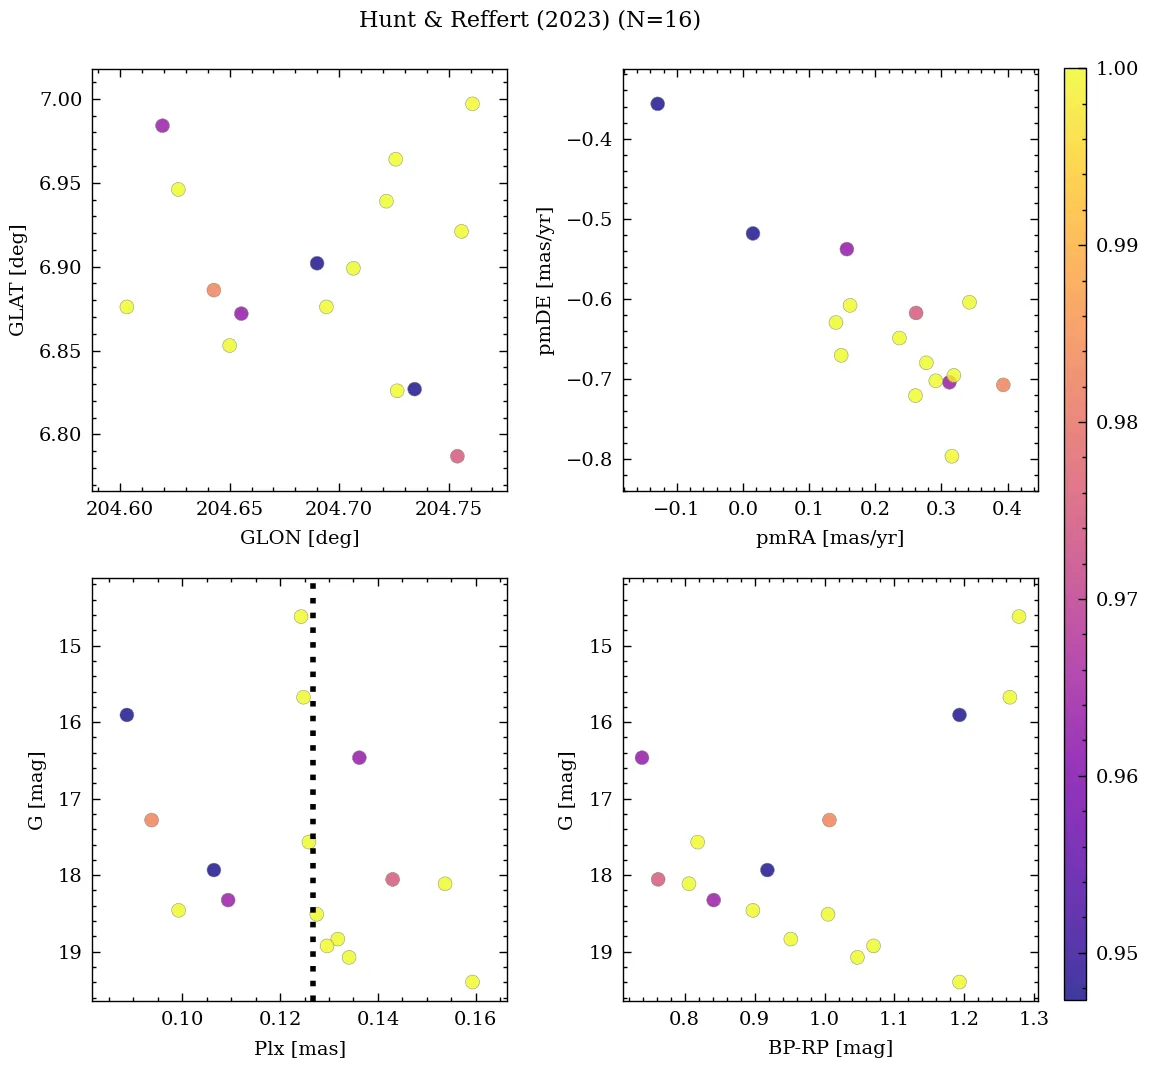 Hunt & Reffert (2023) (N=16)
7.00
6.95
6.90
6.85
6.80
GLAT [deg]
204.60 204.65 204.70 204.75
GLON [deg]
−0.4
−0.5
−0.6
−0.7
−0.8
pmDE [mas/yr]
−0.1 0.0 0.1 0.2 0.3 0.4
pmRA [mas/yr]
15
16
17
18
19
G [mag]
0.10 0.12 0.14 0.16
Plx [mas]
15
16
17
18
19
G [mag]
0.8 0.9 1.0 1.1 1.2 1.3
BP-RP [mag]
1.00
0.99
0.98
0.97
0.96
0.95